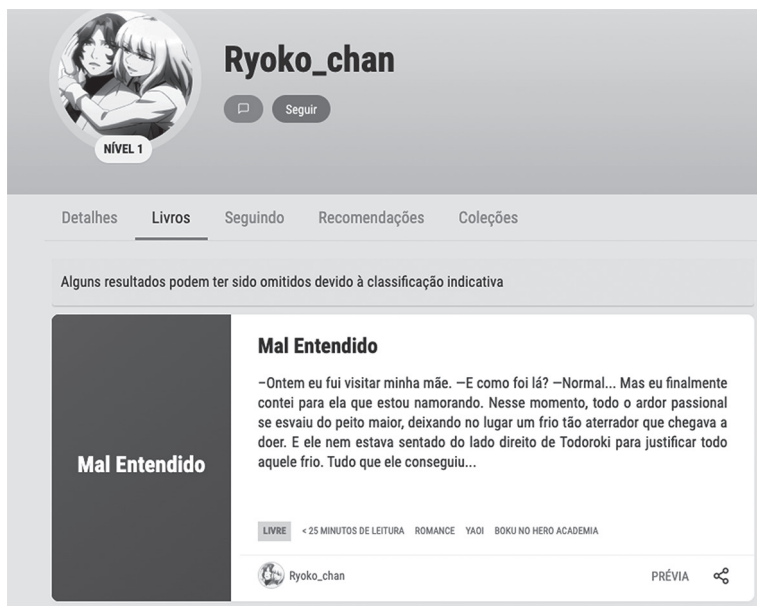 Ryoko_chan
Seguir
NÍVEL 1
Detalhes Livros Seguindo Recomendações Coleções
Alguns resultados podem ter sido omitidos devido à classificação indicativa
Mal Entendido
–Ontem eu fui visitar minha mãe. —E como foi lá? —Normal... Mas eu finalmente
contei para ela que estou namorando. Nesse momento, todo o ardor passional
se esvaiu do peito maior, deixando no lugar um frio tão aterrador que chegava a
doer. E ele nem estava sentado do lado direito de Todoroki para justificar todo
aquele frio. Tudo que ele conseguiu...
Mal Entendido
LIVRE < 25 MINUTOS DE LEITURA ROMANCE YAOI BOKU NO HERO ACADEMIA
Ryoko_chan PRÉVIA